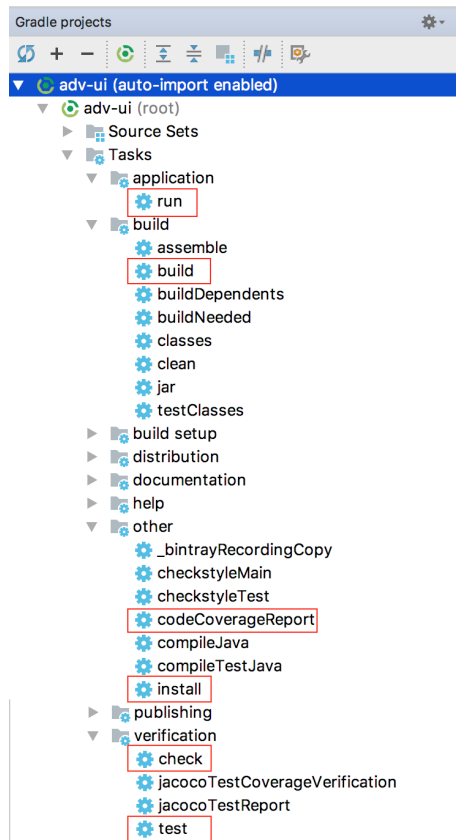 Gradle projects
adv-ui (auto-import enabled)
adv-ui (root)
Source Sets
Tasks
application
run
build
assemble
build
buildDependents
buildNeeded
classes
clean
jar
testClasses
build setup
distribution
documentation
help
other
_bintrayRecordingCopy
checkstyleMain
checkstyleTest
codeCoverageReport
compileJava
compileTestJava
install
publishing
verification
check
jacocoTestCoverageVerification
jacocoTestReport
test